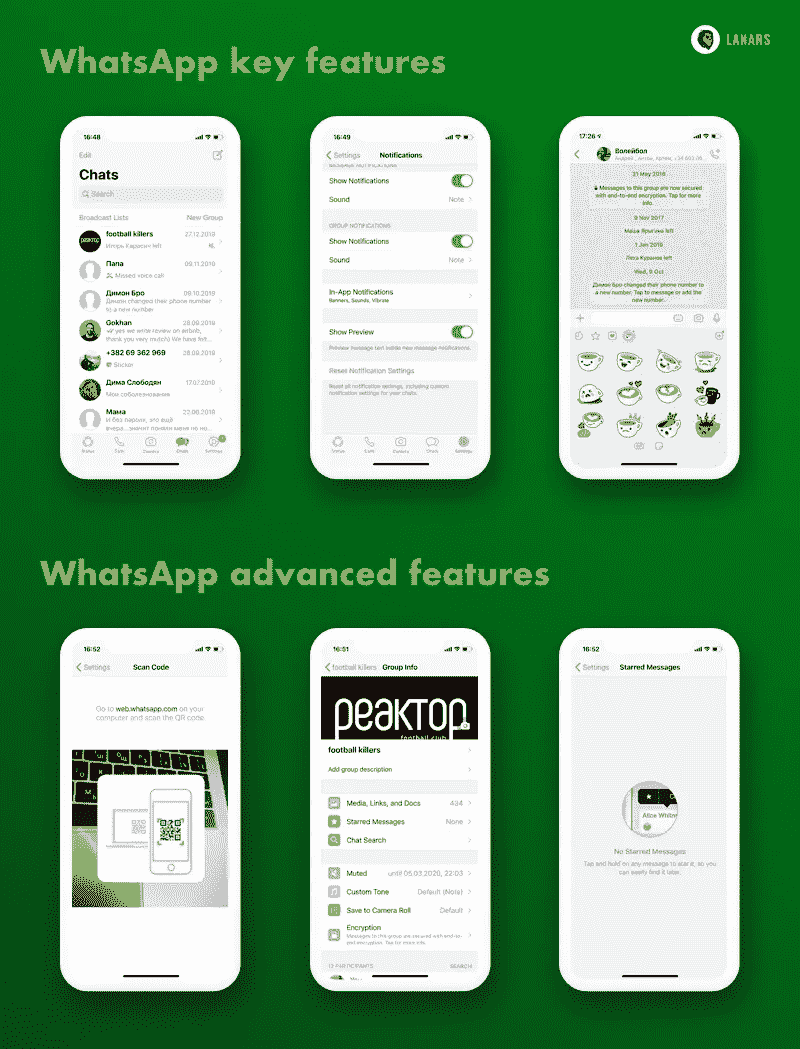 LANARS
WhatsApp key features
16:48
Edit
Chats
Search
Broadcast Lists New Group
football killers 27.12.2019
Игорь Карасин left
Папа 09.11.2019
Missed voice call
Димон Бро 09.10.2019
Димон changed their phone number
to a new number
Gokhan 28.09.2019
yes we write review on airbnb,
thank you very much) We have felt...
+382 69 362 969 28.09.2019
Sticker
Дима Слободян 17.07.2019
Мои соболезнования
Мама 22.06.2019
И без парней, это ещё
вчера...значит поняли меня но но...
Status Calls Camera Chats Settings
16:49
Settings Notifications
MESSAGE NOTIFICATIONS
Show Notifications
Sound Note
GROUP NOTIFICATIONS
Show Notifications
Sound Note
In-App Notifications
Banners, Sounds, Vibrate
Show Preview
Preview message text inside new message notifications.
Reset Notification Settings
Reset all notification settings, including custom
notification settings for your chats.
Status Calls Camera Chats Settings
17:26
Волейбол
Андрей, Антон, Артем, +34 603
21 May 2016
Messages to this group are now secured
with end-to-end encryption. Tap for more
info.
9 Nov 2017
Маша Ярыгина left
1 Jan 2019
Леха Куранов left
Wed, 9 Oct
Димон Бро changed their phone number to
a new number. Tap to message or add the
new number.
WhatsApp advanced features
16:52
Settings Scan Code
Go to web.whatsapp.com on your
computer and scan the QR code
16:51
football killers Group Info
реактор
football club
football killers
Add group description
Media, Links, and Docs 434
Starred Messages None
Chat Search
Muted until 05.03.2020, 22:03
Custom Tone Default (Note)
Save to Camera Roll Default
Encryption
Messages to this group are secured with end-to-
end encryption. Tap for more info.
PARTICIPANTS SEARCH
16:52
Settings Starred Messages
Alice Whitm
No Starred Messages
Tap and hold on any message to star it, so you
can easily find it later.